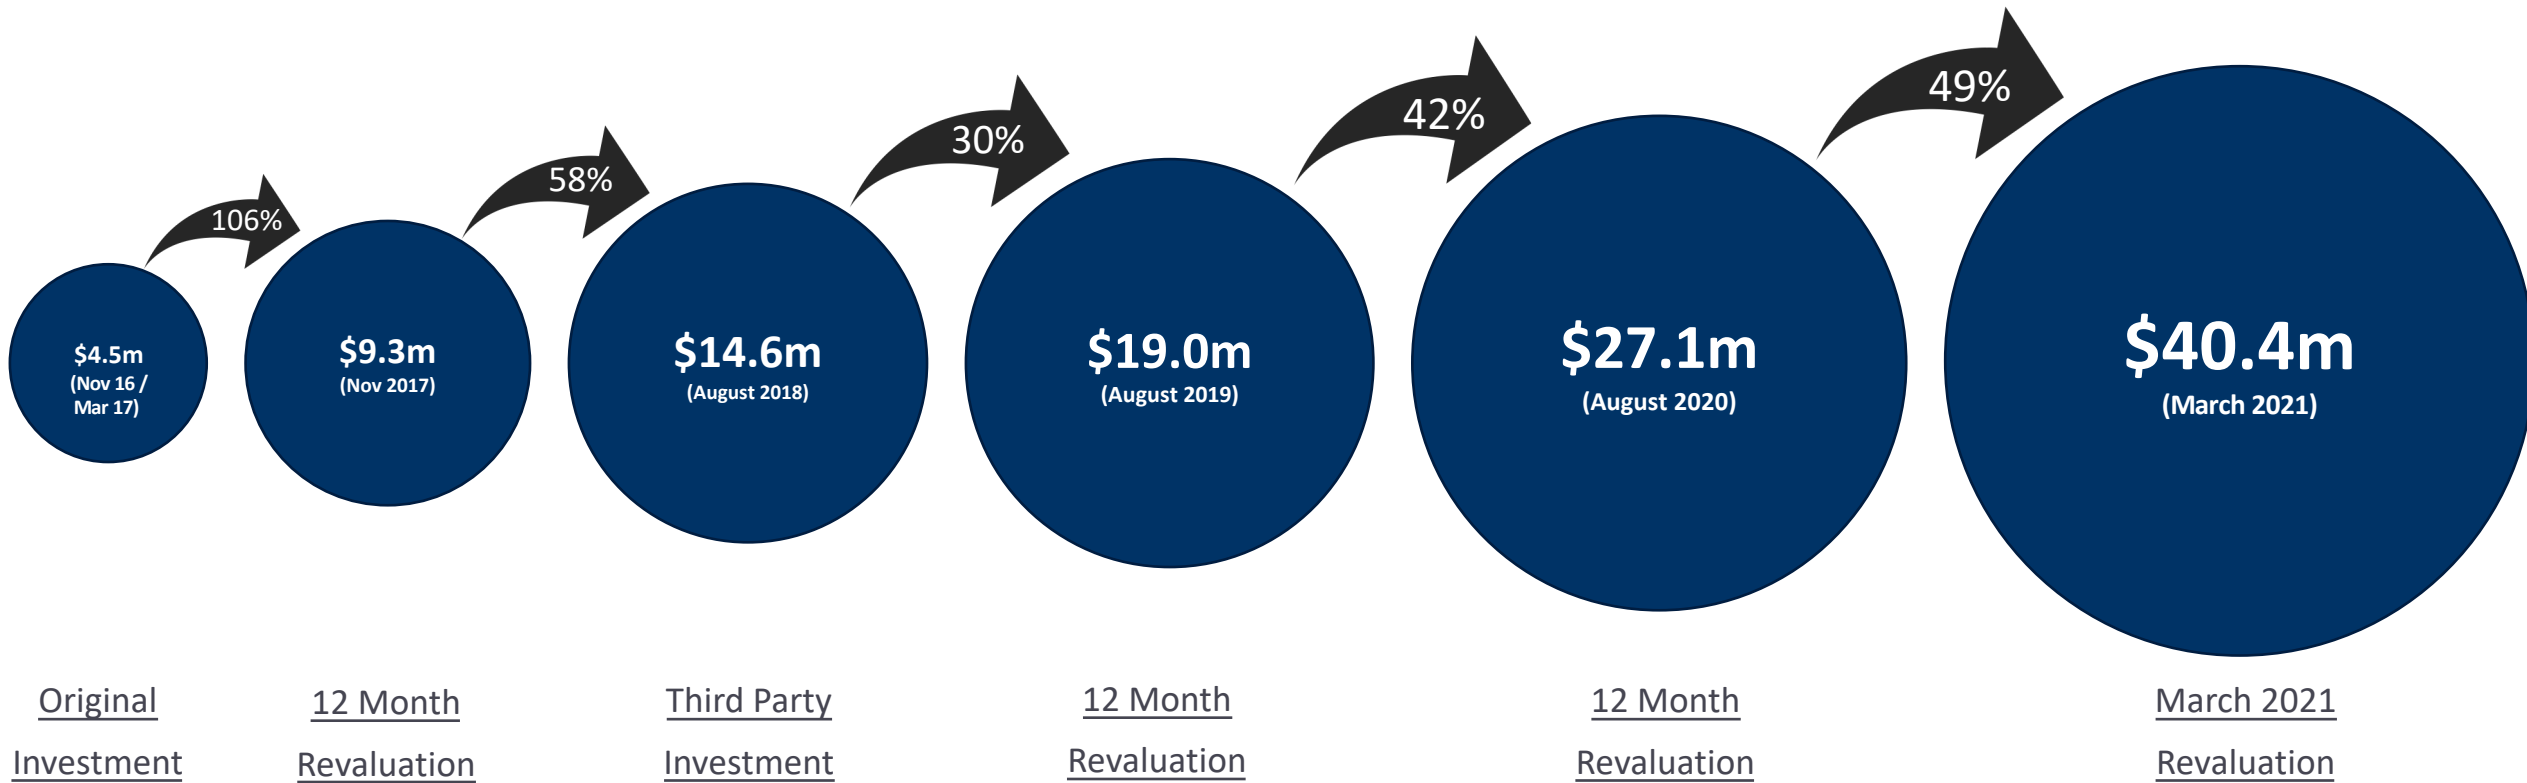 106%
58%
30%
42%
49%
$4.5m
(Nov 16 /
Mar 17)
$9.3m
(Nov 2017)
$14.6m
(August 2018)
$19.0m
(August 2019)
$27.1m
(August 2020)
$40.4m
(March 2021)
Original
Investment
12 Month
Revaluation
Third Party
Investment
12 Month
Revaluation
12 Month
Revaluation
March 2021
Revaluation